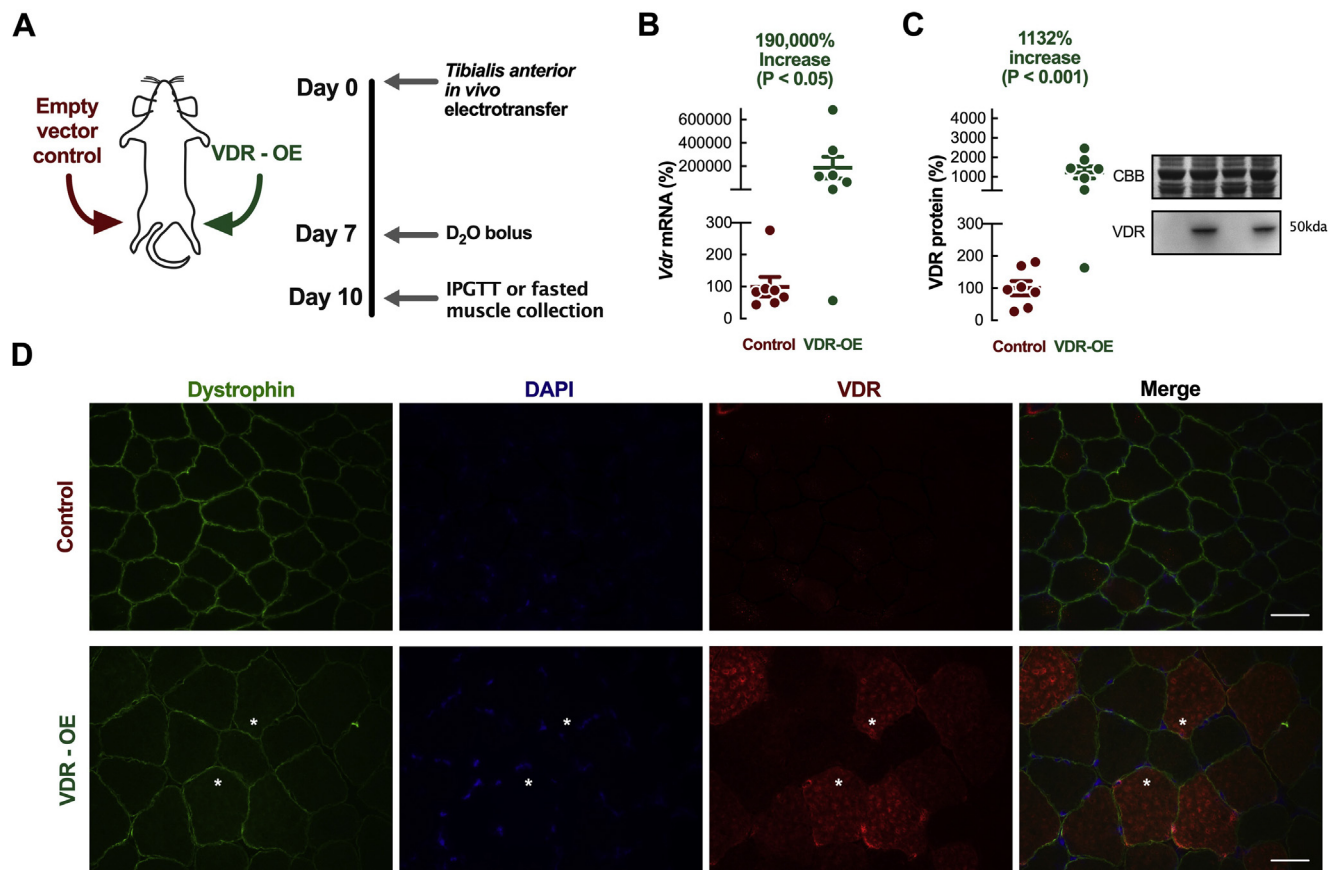 A
Empty
vector
control
VDR - OE
Day 0
Tibialis anterior
in vivo
electrotransfer
Day 7
D₂O bolus
Day 10
IPGTT or fasted
muscle collection
B
190,000%
Increase
(P < 0.05)
Vdr mRNA (%)
600000
400000
200000
300
200
100
0
Control
VDR-OE
C
1132%
increase
(P < 0.001)
VDR protein (%)
4000
3000
2000
1000
300
200
100
0
Control
VDR-OE
CBB
VDR
50kda
D
Dystrophin
DAPI
VDR
Merge
Control
VDR - OE
*
*
*
*
*
*
*
*